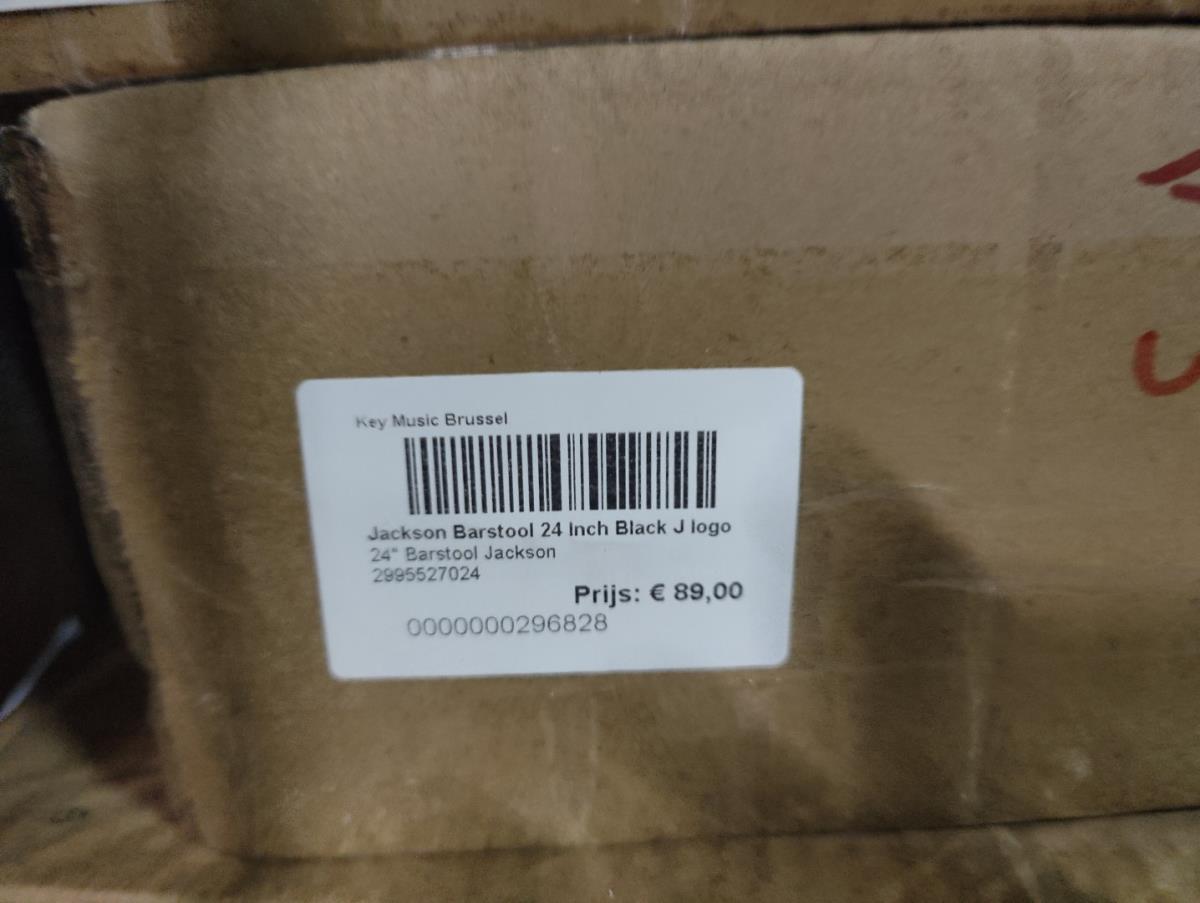 Key Music Brussel
Jackson Barstool 24 Inch Black J logo
24" Barstool Jackson
2995527024
Prijs: € 89,00
0000000296828